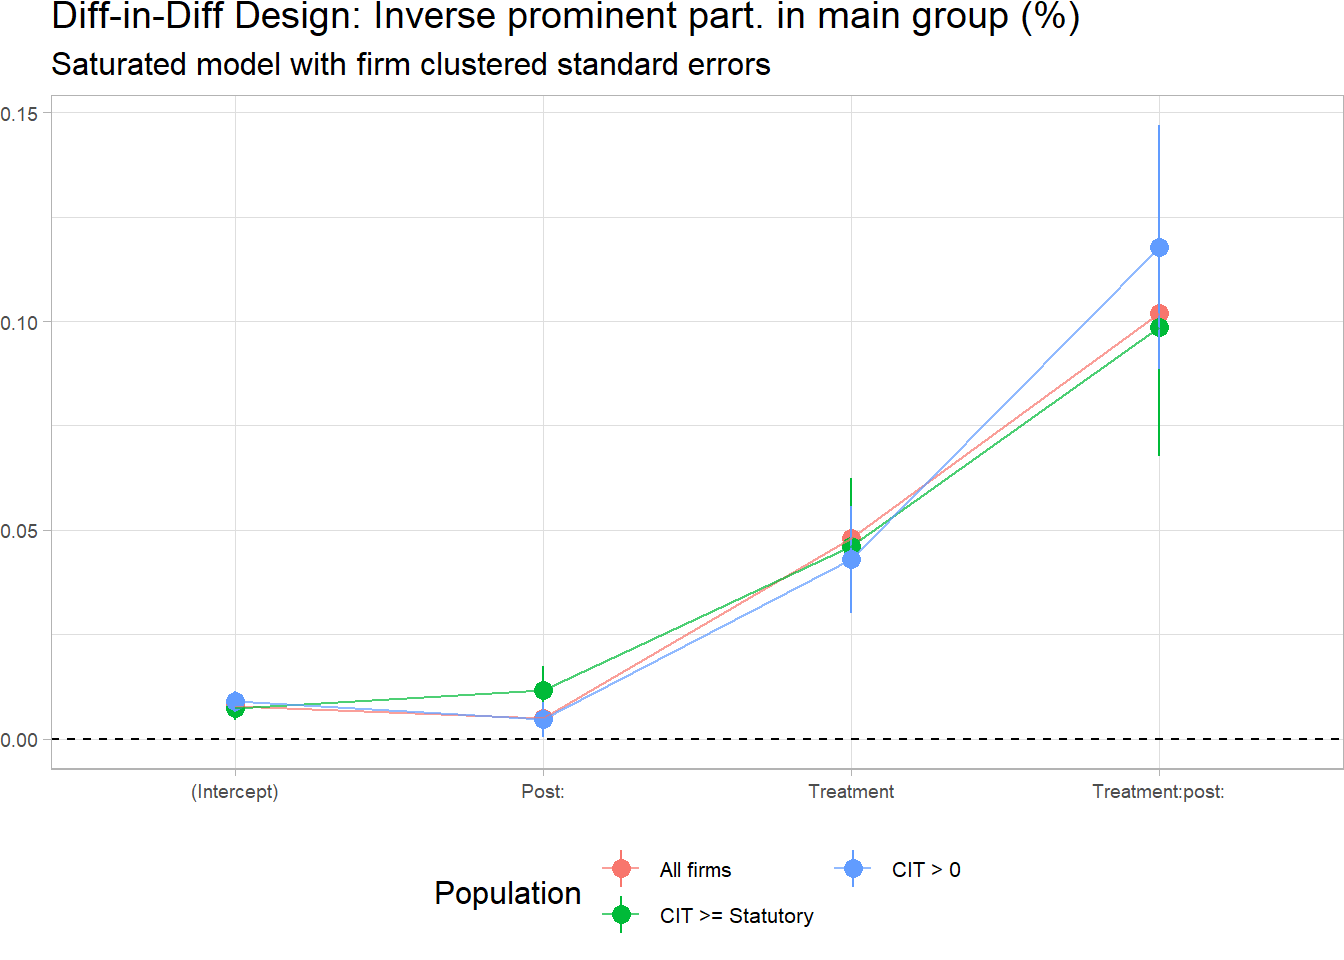 Diff-in-Diff Design: Inverse prominent part. in main group (%)
Saturated model with firm clustered standard errors
0.15
0.10
0.05
0.00
(Intercept) Post: Treatment Treatment:post:
Population
All firms CIT > 0
CIT >= Statutory